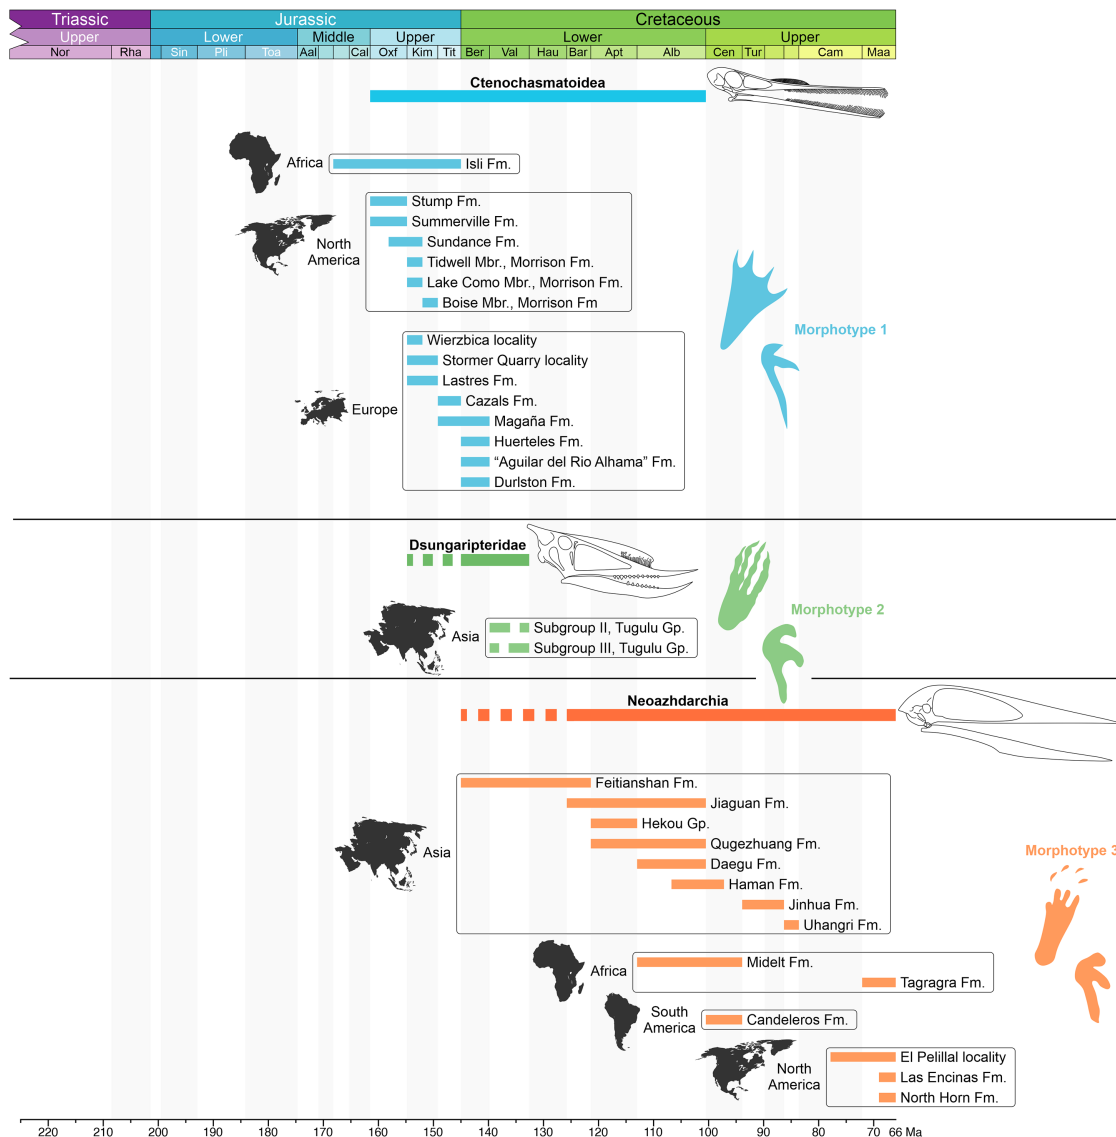 Triassic Jurassic Cretaceous
Upper Lower Middle Upper Lower Upper
Nor Rha Sin Pli Toa Aal Cal Oxf Kim Tit Ber Val Hau Bar Apt Alb Cen Tur Cam Maa
Ctenochasmatoidea
Africa
Isli Fm.
North
America
Stump Fm.
Summerville Fm.
Sundance Fm.
Tidwell Mbr., Morrison Fm.
Lake Como Mbr., Morrison Fm.
Boise Mbr., Morrison Fm
Morphotype 1
Europe
Wierzbica locality
Stormer Quarry locality
Lastres Fm.
Cazals Fm.
Magaña Fm.
Huerteles Fm.
“Aguilar del Rio Alhama” Fm.
Durlston Fm.
Dsungaripteridae
Morphotype 2
Asia
Subgroup II, Tugulu Gp.
Subgroup III, Tugulu Gp.
Neoazhdarchia
Asia
Feitianshan Fm.
Jiaguan Fm.
Hekou Gp.
Qugezhuang Fm.
Daegu Fm.
Haman Fm.
Jinhua Fm.
Uhangri Fm.
Morphotype 3
Africa
Midelt Fm.
Tagragra Fm.
South
America
Candeleros Fm.
North
America
El Pelillal locality
Las Encinas Fm.
North Horn Fm.
220 210 200 190 180 170 160 150 140 130 120 110 100 90 80 70 66 Ma